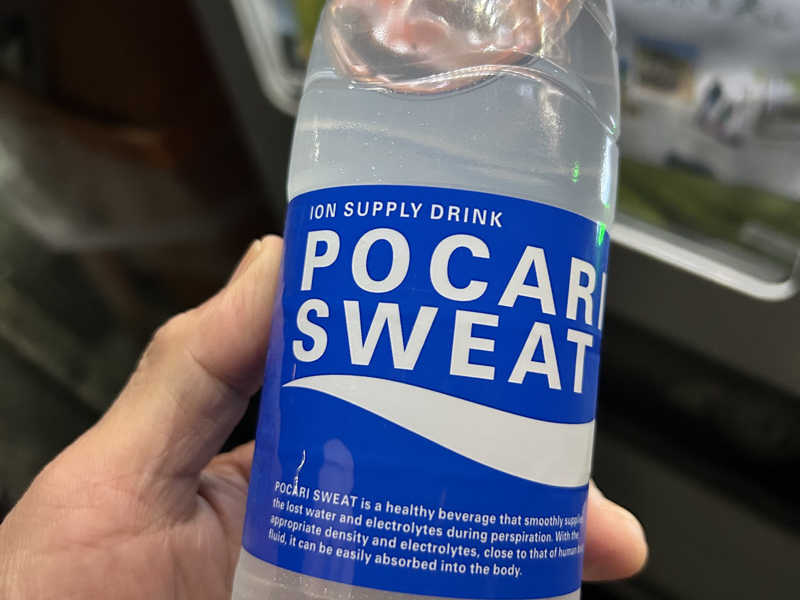 ION SUPPLY DRINK
POCARI
SWEAT
POCARI SWEAT is a healthy beverage that smoothly
the lost water and electrolytes during perspiration. With the
appropriate density and electrolytes, close to that of human
fluid, it can be easily absorbed into the body.